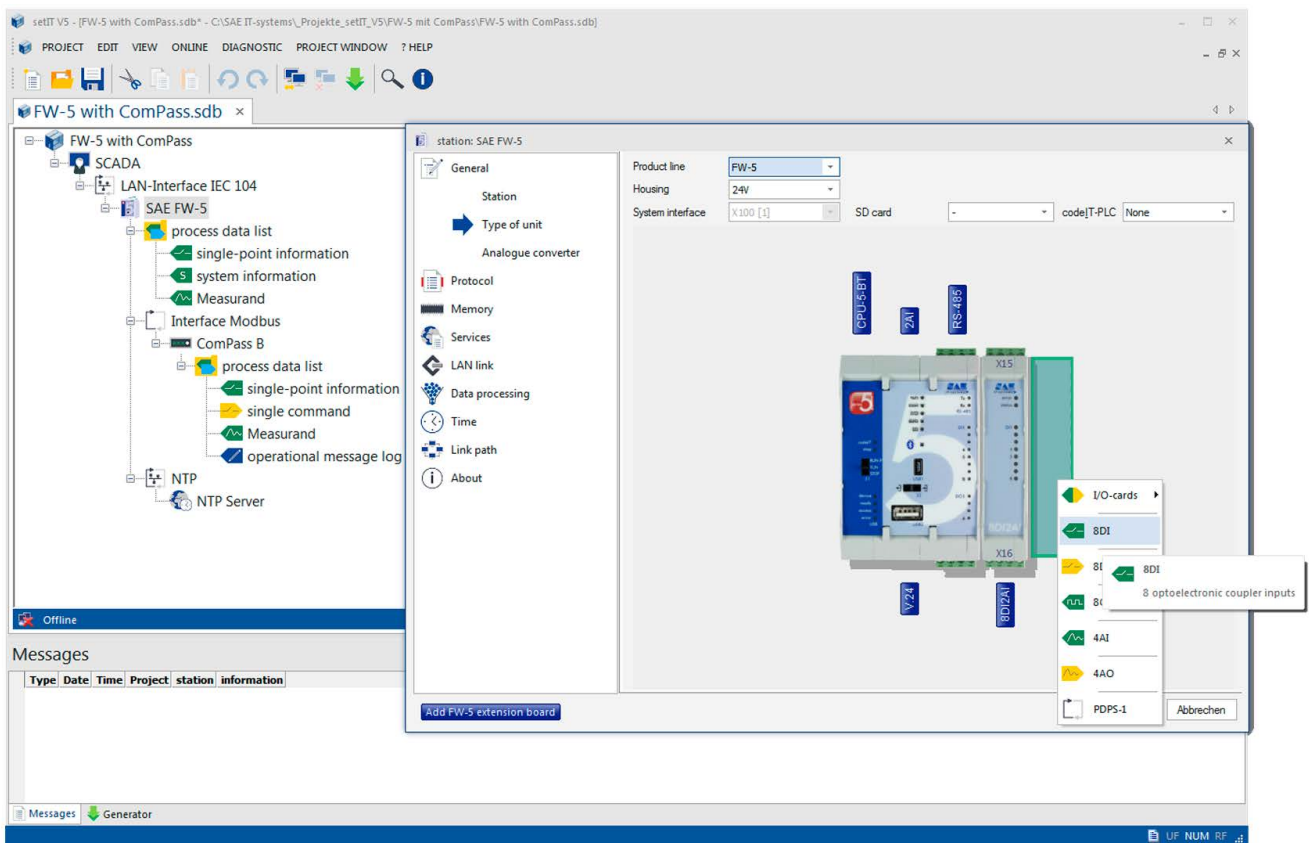 setIT V5 - [FW-5 with ComPass.sdb* - C:\SAE IT-systems\_Projekte_setIT_V5\FW-5 mit ComPass\FW-5 with ComPass.sdb]
PROJECT EDIT VIEW ONLINE DIAGNOSTIC PROJECT WINDOW ? HELP
FW-5 with ComPass.sdb
FW-5 with ComPass
SCADA
LAN-Interface IEC 104
SAE FW-5
process data list
single-point information
S system information
Measurand
Interface Modbus
ComPass B
process data list
single-point information
single command
Measurand
operational message log
NTP
NTP Server
Offline
station: SAE FW-5
General
Station
Type of unit
Analogue converter
Protocol
Memory
Services
LAN link
Data processing
Time
Link path
About
Product line FW-5
Housing 24V
System interface X100 [1] SD card - code!T-PLC None
CPU-5-BT
2AI
RS-485
X15
SAE SAE
5
8DI2AI
X16
V.24
8DI2AI
I/O-cards
8DI
8DI
8 optoelectronic coupler inputs
4AI
4AO
PDPS-1
Add FW-5 extension board
Abbrechen
Messages
Type Date Time Project station information
Messages Generator
UF NUM RF